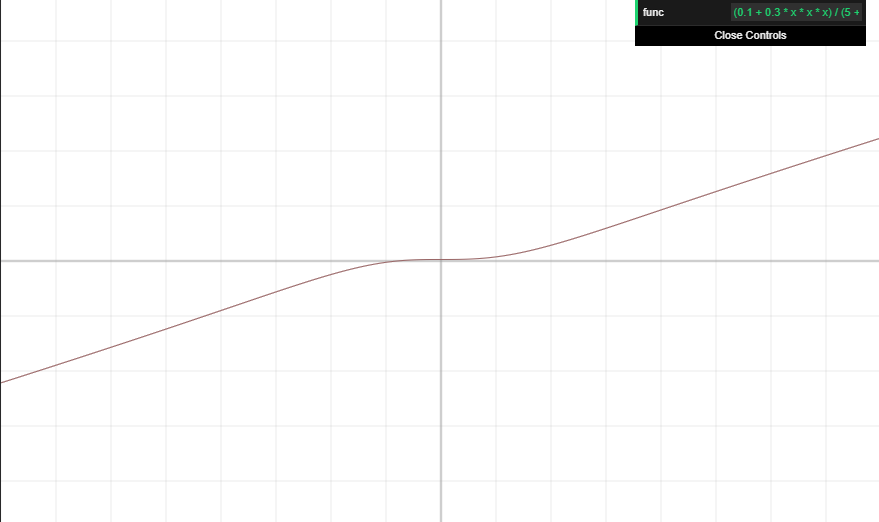 func (0.1 + 0.3 * x * x * x) / (5 +
Close Controls